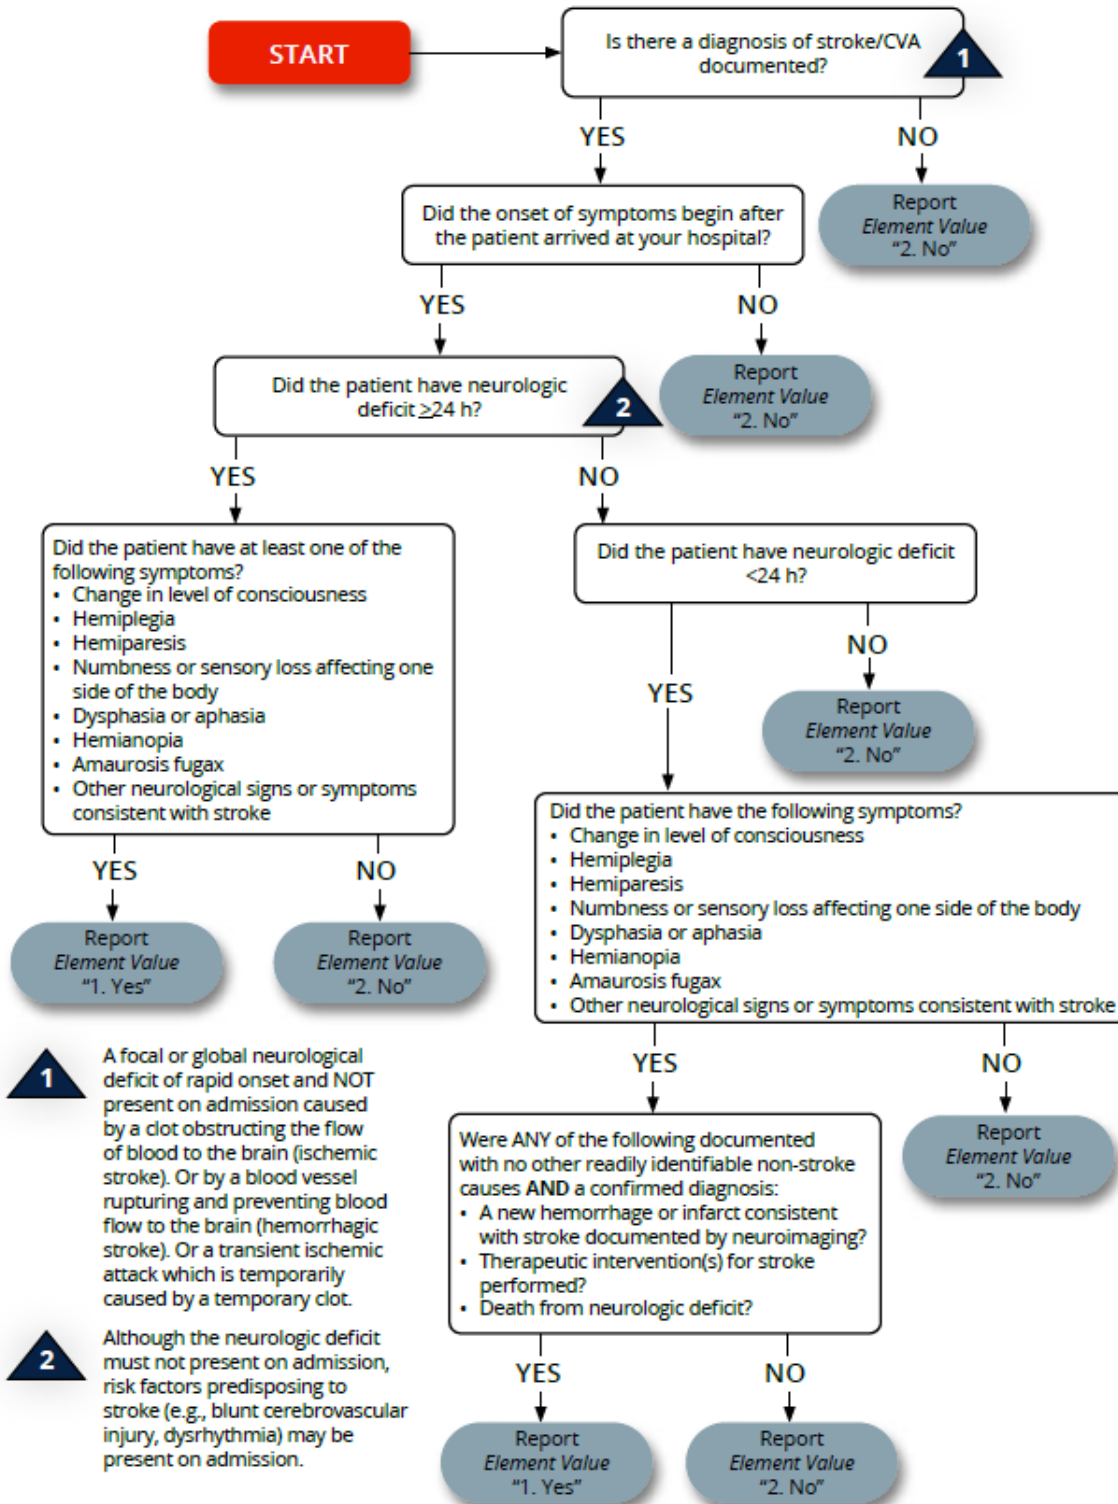 START
Is there a diagnosis of stroke/CVA
documented?
1
YES
NO
Report
Element Value
"2. No"
Did the onset of symptoms begin after
the patient arrived at your hospital?
YES
NO
Report
Element Value
"2. No"
Did the patient have neurologic
deficit ≥24 h?
2
YES
NO
Did the patient have at least one of the
following symptoms?
• Change in level of consciousness
• Hemiplegia
• Hemiparesis
• Numbness or sensory loss affecting one
side of the body
• Dysphasia or aphasia
• Hemianopia
• Amaurosis fugax
• Other neurological signs or symptoms
consistent with stroke
YES
NO
Report
Element Value
"1. Yes"
Report
Element Value
"2. No"
Did the patient have neurologic deficit
<24 h?
NO
YES
Report
Element Value
"2. No"
Did the patient have the following symptoms?
• Change in level of consciousness
• Hemiplegia
• Hemiparesis
• Numbness or sensory loss affecting one side of the body
• Dysphasia or aphasia
• Hemianopia
• Amaurosis fugax
• Other neurological signs or symptoms consistent with stroke
YES
NO
Report
Element Value
"2. No"
Were ANY of the following documented
with no other readily identifiable non-stroke
causes AND a confirmed diagnosis:
• A new hemorrhage or infarct consistent
with stroke documented by neuroimaging?
• Therapeutic intervention(s) for stroke
performed?
• Death from neurologic deficit?
YES
NO
Report
Element Value
"1. Yes"
Report
Element Value
"2. No"
1
A focal or global neurological
deficit of rapid onset and NOT
present on admission caused
by a clot obstructing the flow
of blood to the brain (ischemic
stroke). Or by a blood vessel
rupturing and preventing blood
flow to the brain (hemorrhagic
stroke). Or a transient ischemic
attack which is temporarily
caused by a temporary clot.
2
Although the neurologic deficit
must not present on admission,
risk factors predisposing to
stroke (e.g., blunt cerebrovascular
injury, dysrhythmia) may be
present on admission.